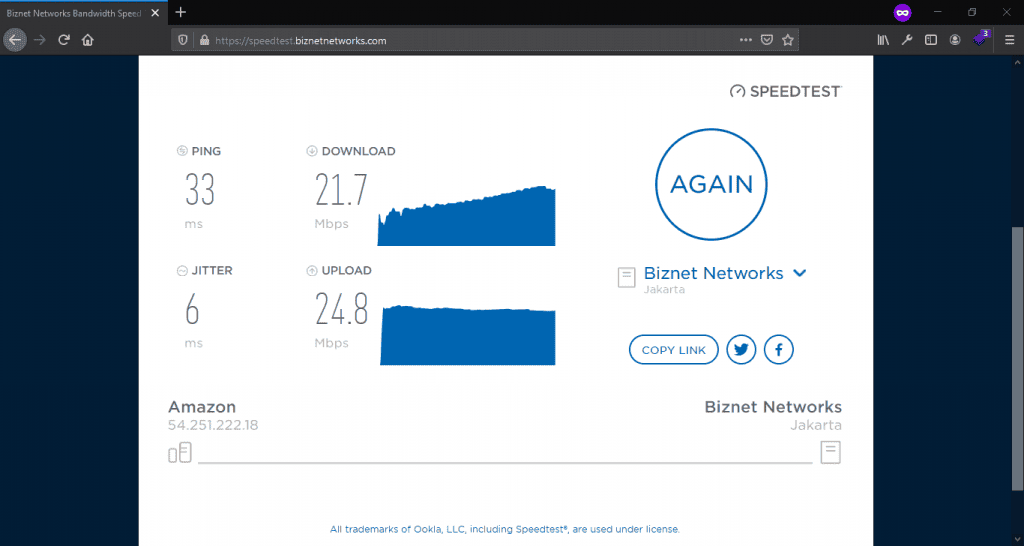 Biznet Networks Bandwidth Speed
https://speedtest.biznetnetworks.com
3
SPEEDTEST
PING
33
ms
DOWNLOAD
21.7
Mbps
AGAIN
JITTER
6
ms
UPLOAD
24.8
Mbps
Biznet Networks
Jakarta
COPY LINK
Amazon
54.251.222.18
Biznet Networks
Jakarta
All trademarks of Ookla, LLC, including Speedtest®, are used under license.